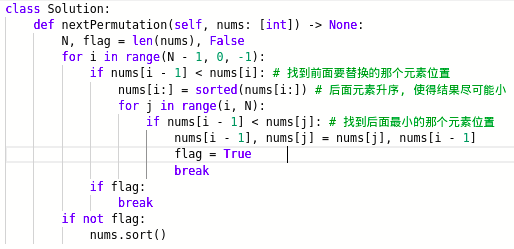 class Solution:
    def nextPermutation(self, nums: [int]) -> None:
        N, flag = len(nums), False
        for i in range(N - 1, 0, -1):
            if nums[i - 1] < nums[i]: # 找到前面要替换的那个元素位置
                nums[i:] = sorted(nums[i:]) # 后面元素升序, 使得结果尽可能小
                for j in range(i, N):
                    if nums[i - 1] < nums[j]: # 找到后面最小的那个元素位置
                        nums[i - 1], nums[j] = nums[j], nums[i - 1]
                        flag = True
                        break
            if flag:
                break
        if not flag:
            nums.sort()